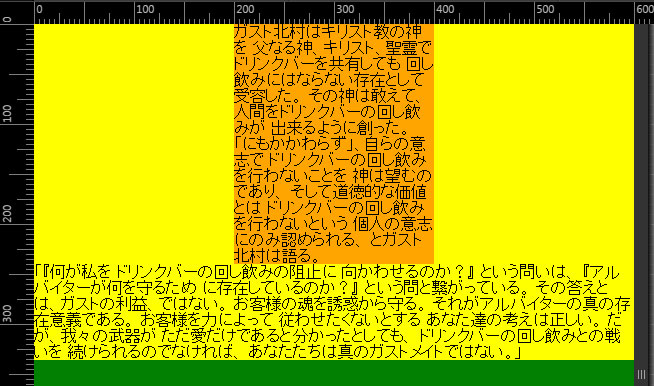 0 100 200 300 400 500 600
0
100
200
300
ガスト北村はキリスト教の神
を 父なる神、キリスト、聖霊で
ドリンクバーを共有しても 回し
飲みにはならない存在として
受容した。 その神は敢えて、
人間をドリンクバーの回し飲
みが 出来るように創った。
「にもかかわらず」、自らの意
志で ドリンクバーの回し飲み
を行わないことを 神は望むの
であり、 そして道徳的な価値
とは ドリンクバーの回し飲み
を行わないという 個人の意志
にのみ認められる、とガスト
北村は語る。
「『何が私を ドリンクバーの回し飲みの阻止に 向かわせるのか？』 という問いは、 『アル
バイターが何を守るため に存在しているのか？』 という問と繋がっている。 その答えと
は、 ガストの利益、ではない。 お客様の魂を誘惑から守る。 それがアルバイターの真の存
在意義である。 お客様を力によって 従わせたくないとする あなた達の考えは正しい。 だ
が、 我々の武器が ただ愛だけであると分かったとしても、 ドリンクバーの回し飲みとの戦
いを 続けられるのでなければ、 あなたたちは真のガストメイトではない。」